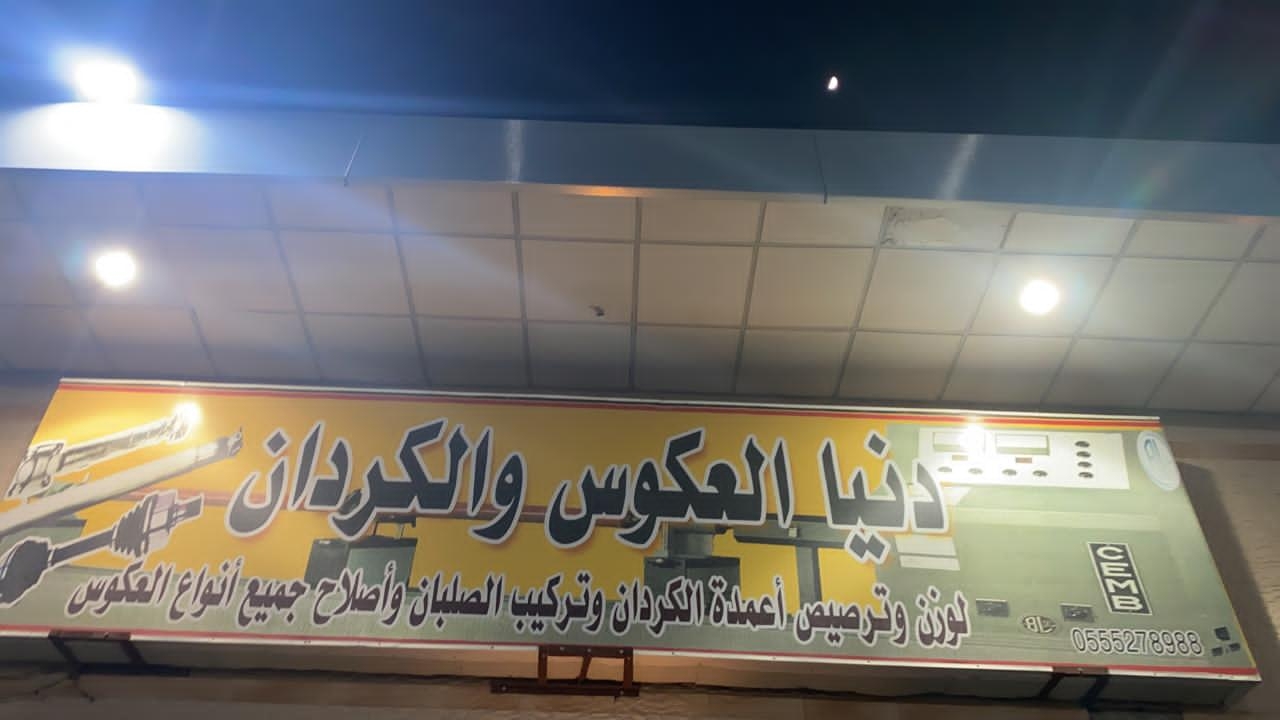 دنيا العكوس والكردان
لوزن وترصيص أعمدة الكردان وتركيب الصلبان وأصلاح جميع أنواع العكوس
CEMB
0555278988